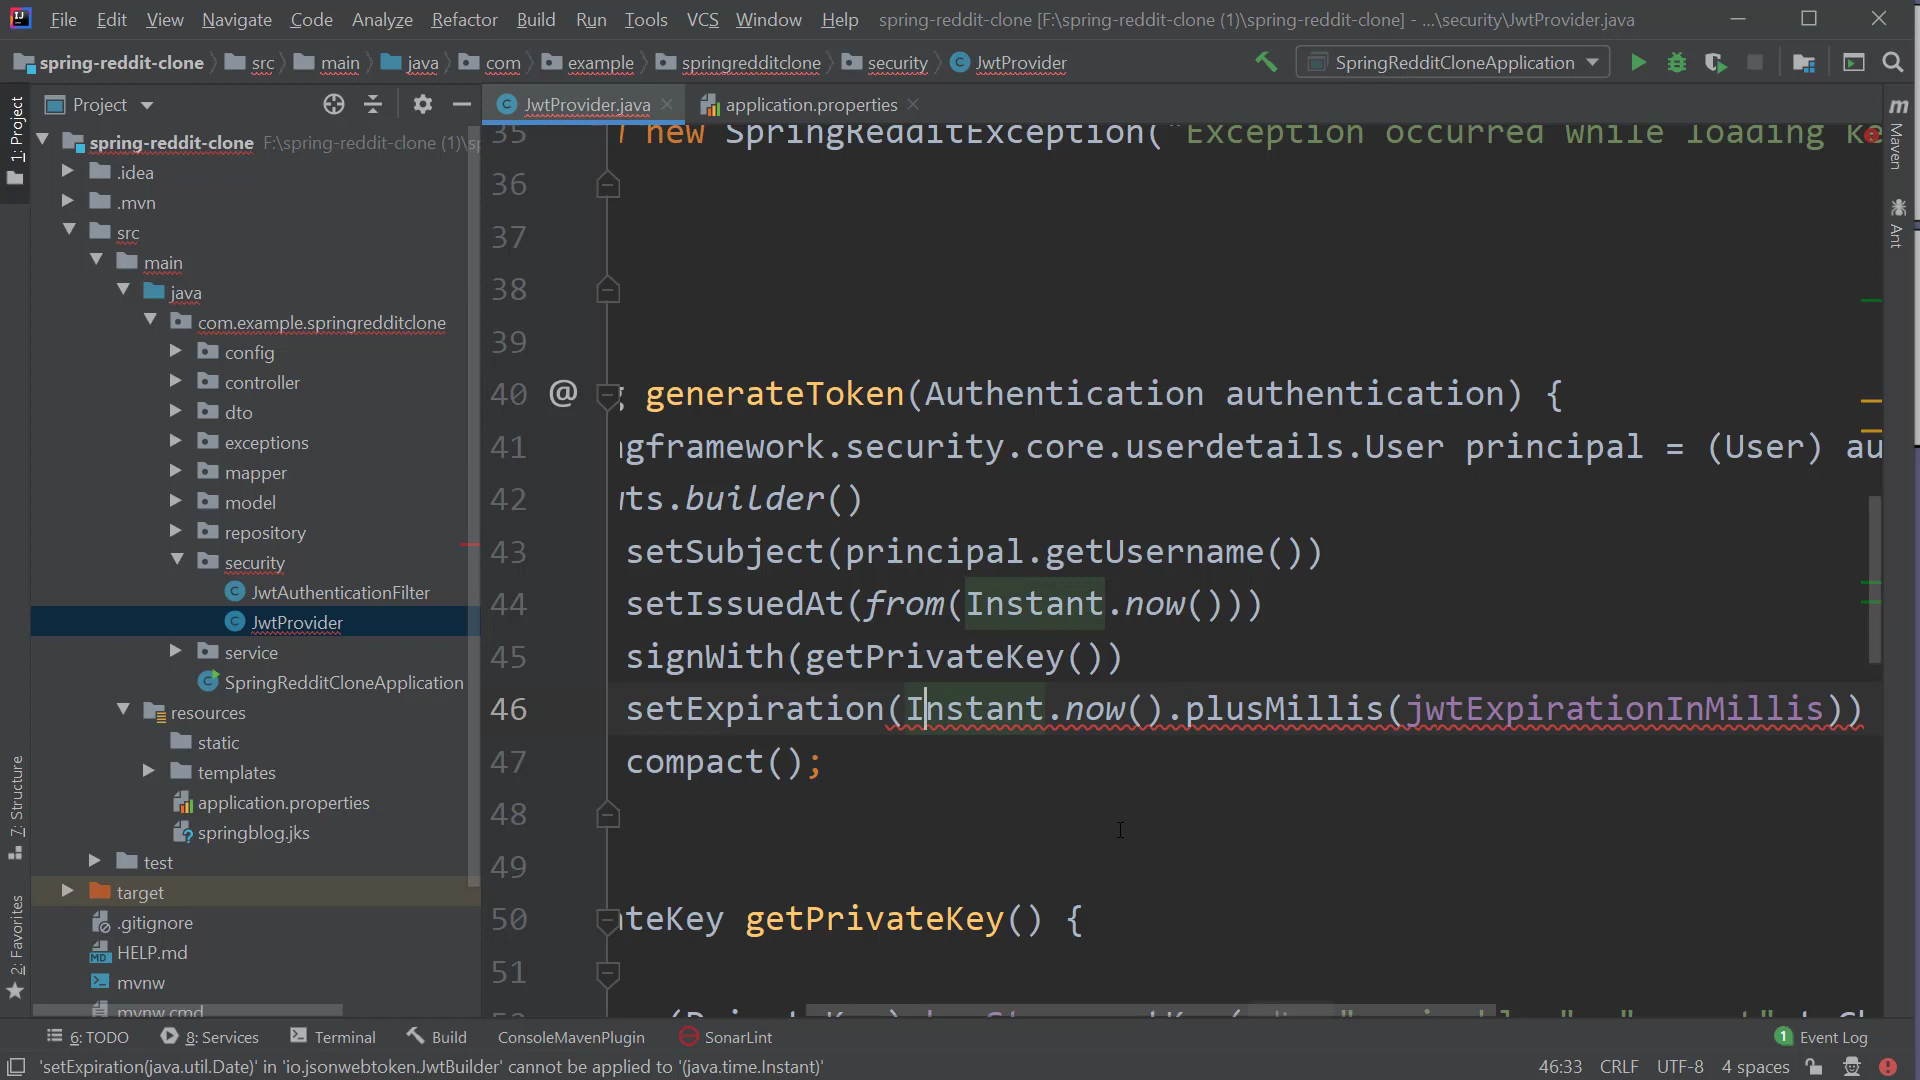 File Edit View Navigate Code Analyze Refactor Build Run Tools VCS Window Help spring-reddit-clone [F:\spring-reddit-clone (1)\spring-reddit-clone] - ...\security\JwtProvider.java
spring-reddit-clone src main java com example springredditclone security JwtProvider SpringRedditCloneApplication
Project
JwtProvider.java
application.properties
1: Project
7: Structure
2: Favorites
Maven
Ant
spring-reddit-clone F:\spring-reddit-clone (1)\s
.idea
.mvn
src
main
java
com.example.springredditclone
config
controller
dto
exceptions
mapper
model
repository
security
JwtAuthenticationFilter
JwtProvider
service
SpringRedditCloneApplication
resources
static
templates
application.properties
springblog.jks
test
target
.gitignore
HELP.md
mvnw
mvnw.cmd
35 new SpringRedditException("Exception occurred while loading ke
36
37
38
39
40 @ g generateToken(Authentication authentication) {
41 ngframework.security.core.userdetails.User principal = (User) au
42 wts.builder()
43 setSubject(principal.getUsername())
44 setIssuedAt(from(Instant.now()))
45 signWith(getPrivateKey())
46 setExpiration(Instant.now().plusMillis(jwtExpirationInMillis))
47 compact();
48
49
50 ateKey getPrivateKey() {
51
6: TODO 8: Services Terminal Build ConsoleMavenPlugin SonarLint 1 Event Log
'setExpiration(java.util.Date)' in 'io.jsonwebtoken.JwtBuilder' cannot be applied to '(java.time.Instant)' 46:33 CRLF UTF-8 4 spaces